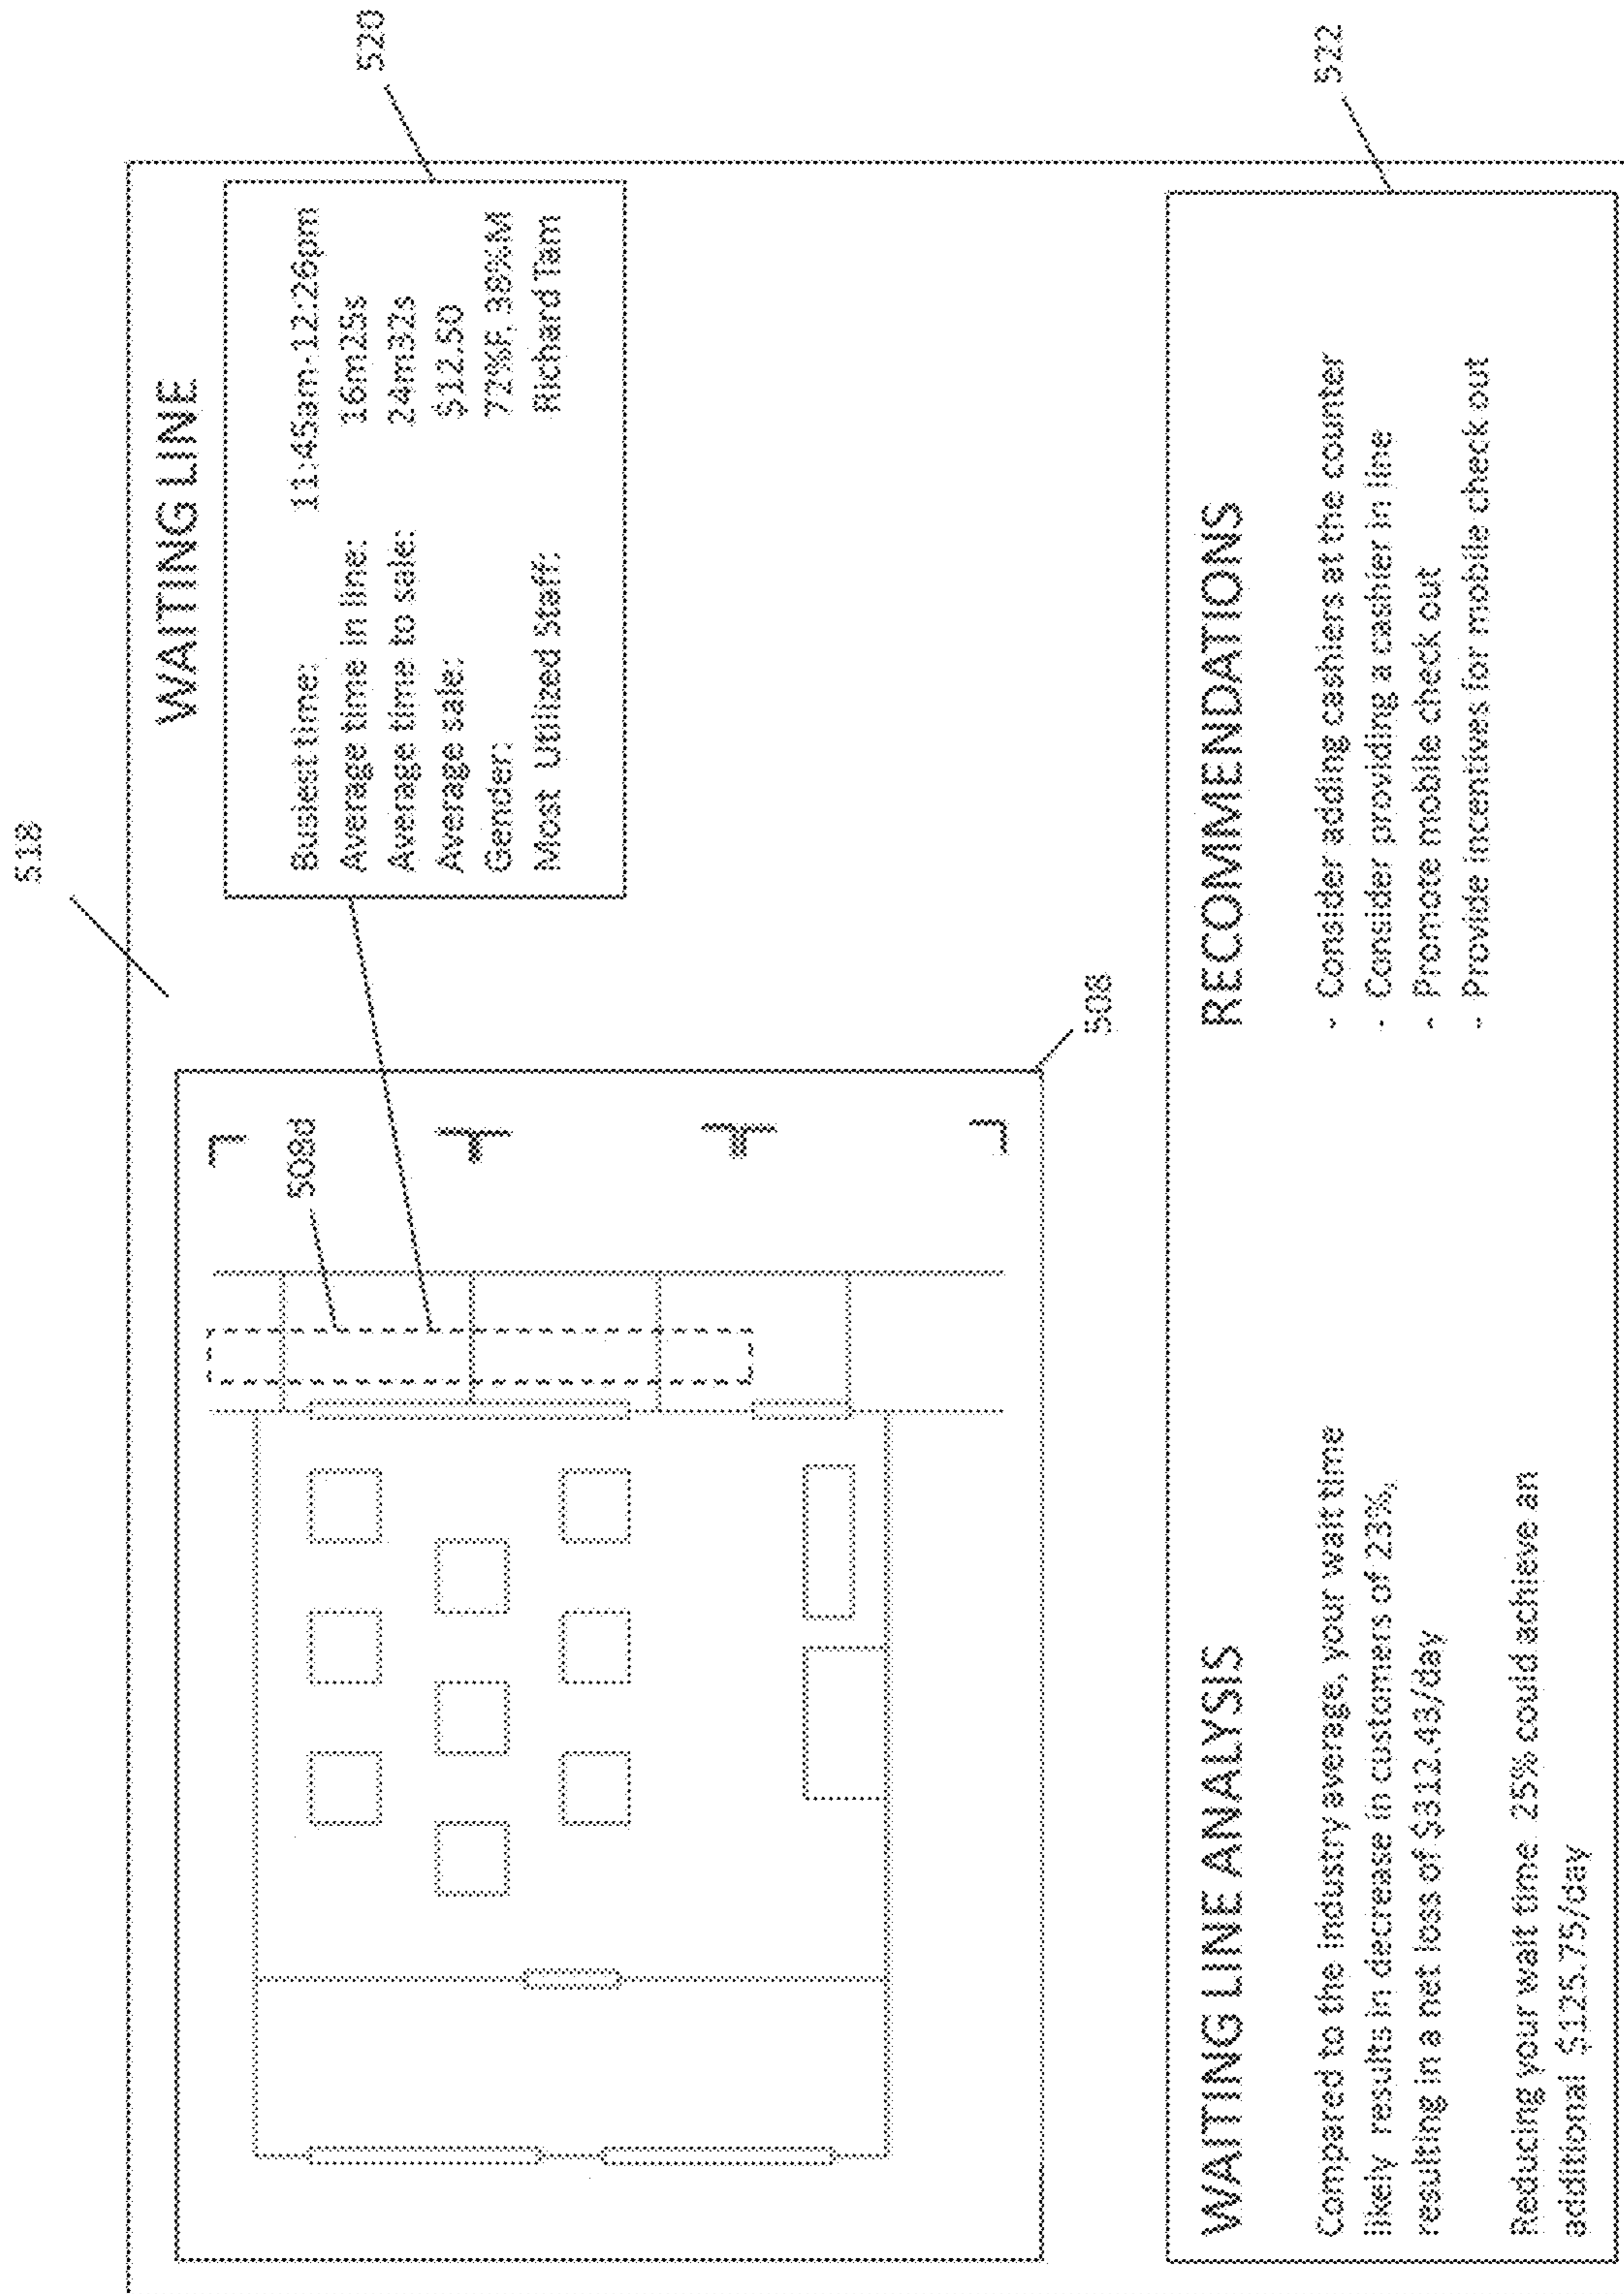 518
WAITING LINE
520
Busiest time: 11:45am-12:26pm
Average time in line: 16m25s
Average time to sale: 24m32s
Average sale: $12.50
Gender: 72%F, 38%M
Most Utilized Staff: Richard Tam
508d
508
522
WAITING LINE ANALYSIS
Compared to the industry average, your wait time
likely results in decrease in customers of 23%,
resulting in a net loss of $312.43/day
Reducing your wait time 25% could achieve an
additional $125.75/day
RECOMMENDATIONS
- Consider adding cashiers at the counter
- Consider providing a cashier in line
- Promote mobile check out
- Provide incentives for mobile check out